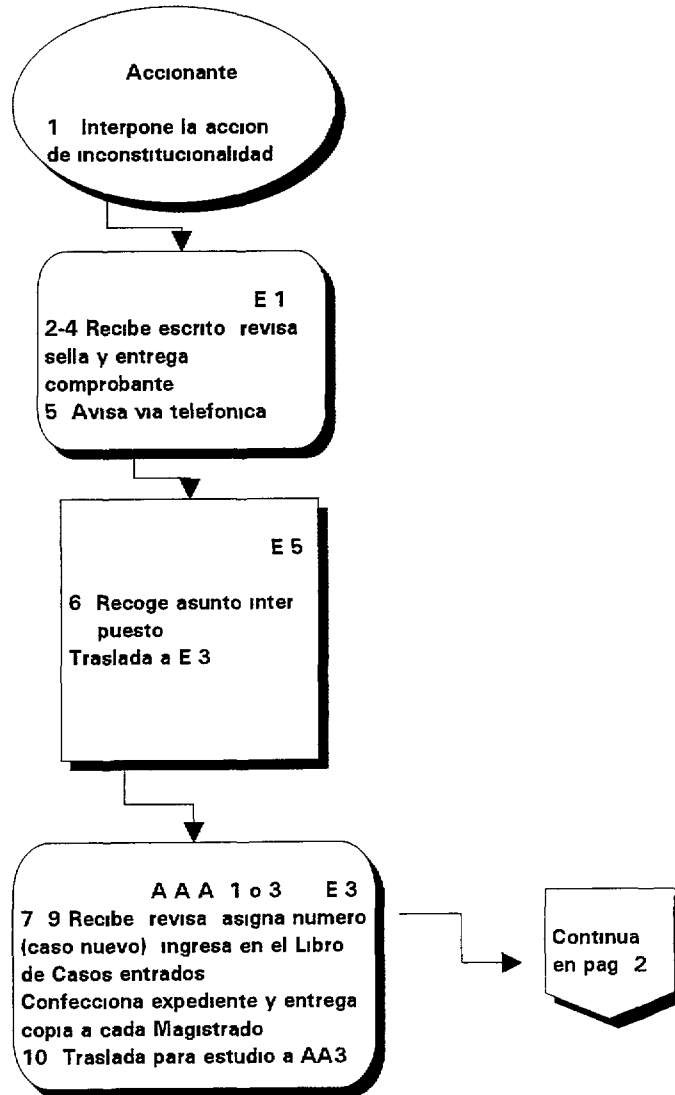 Accionante
1 Interpone la accion
de inconstitucionalidad
E 1
2-4 Recibe escrito revisa
sella y entrega
comprobante
5 Avisa via telefonica
E 5
6 Recoge asunto inter
puesto
Traslada a E 3
A A A 1 o 3 E 3
7 9 Recibe revisa asigna numero
(caso nuevo) ingresa en el Libro
de Casos entrados
Confecciona expediente y entrega
copia a cada Magistrado
10 Traslada para estudio a AA3
Continua
en pag 2